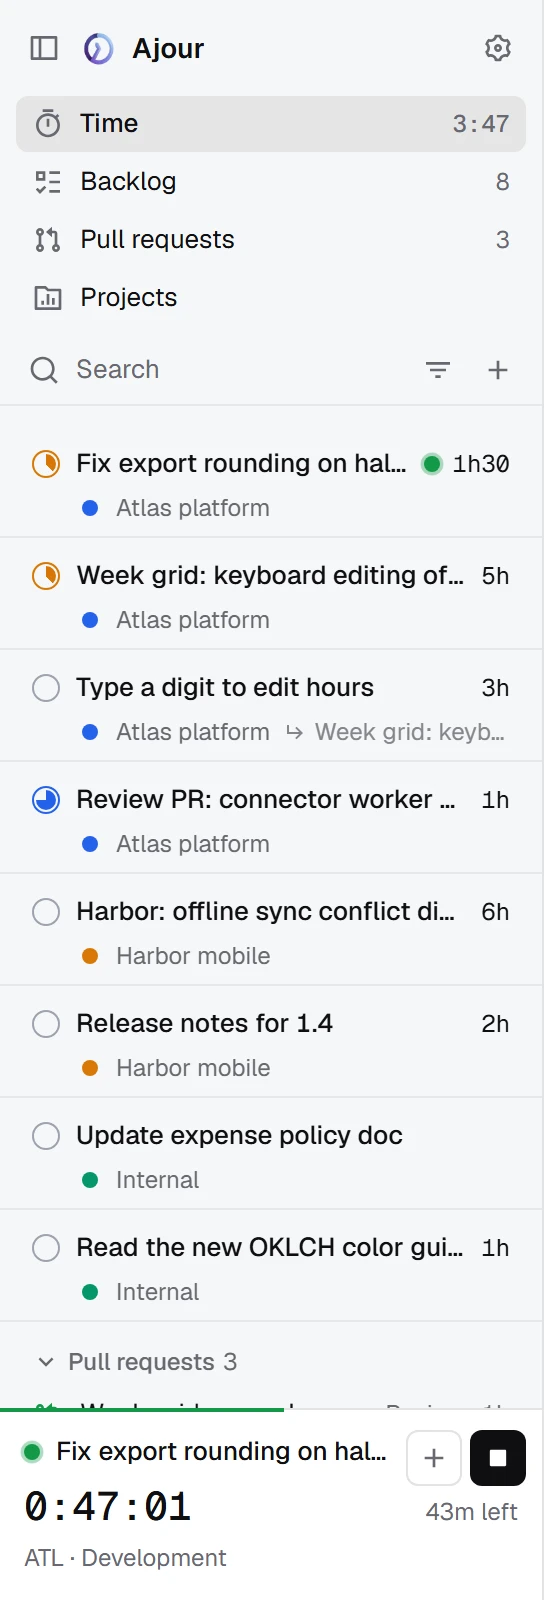 Ajour
Time 3:47
Backlog 8
Pull requests 3
Projects
Search
Fix export rounding on hal... 1h30
Atlas platform
Week grid: keyboard editing of... 5h
Atlas platform
Type a digit to edit hours 3h
Atlas platform ↳ Week grid: keyb...
Review PR: connector worker ... 1h
Atlas platform
Harbor: offline sync conflict di... 6h
Harbor mobile
Release notes for 1.4 2h
Harbor mobile
Update expense policy doc
Internal
Read the new OKLCH color gui... 1h
Internal
Pull requests 3
Fix export rounding on hal...
0:47:01 43m left
ATL · Development